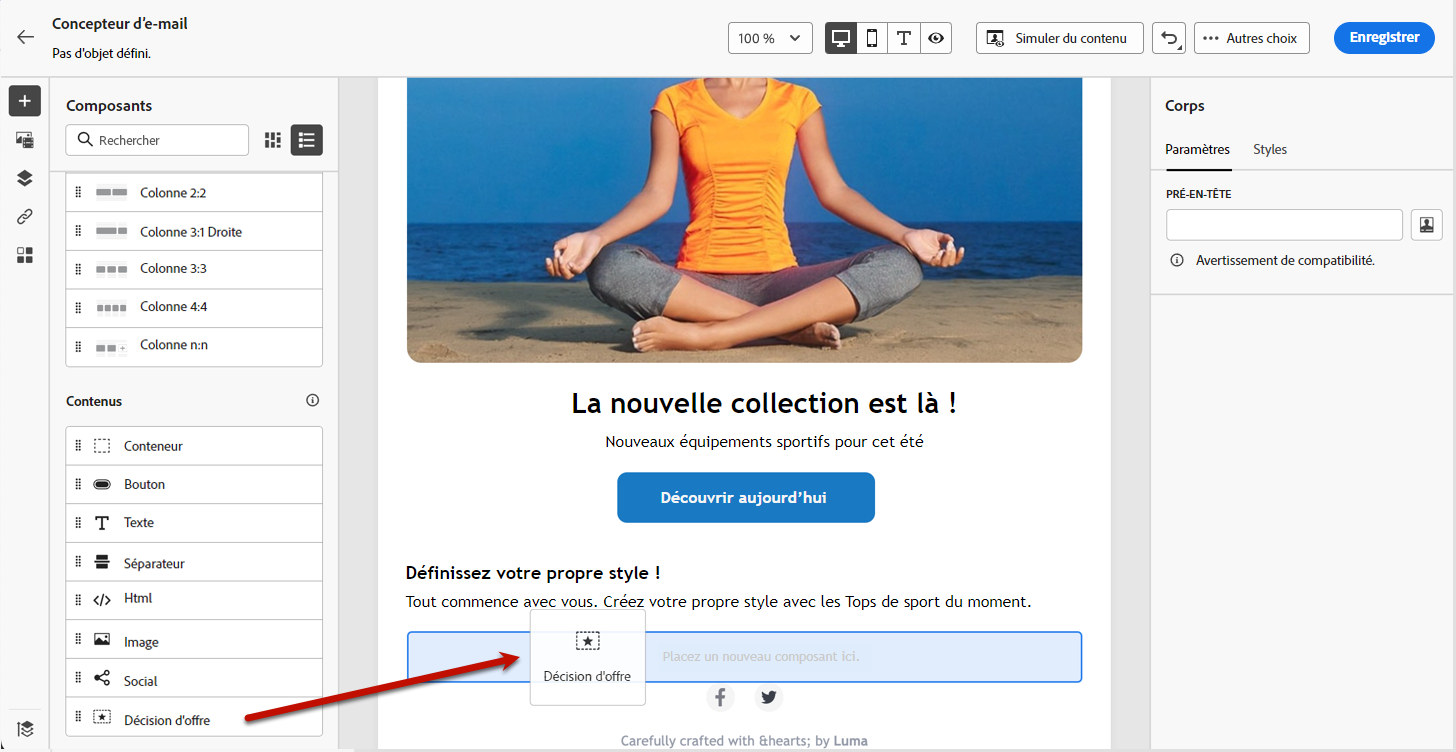 Concepteur d'e-mail
Pas d'objet défini.
100 %
T
Simuler du contenu
Autres choix
Enregistrer
Composants
Rechercher
Colonne 2:2
Colonne 3:1 Droite
Colonne 3:3
Colonne 4:4
Colonne n:n
Contenus
Conteneur
Bouton
Texte
Séparateur
Html
Image
Social
Décision d'offre
La nouvelle collection est là !
Nouveaux équipements sportifs pour cet été
Découvrir aujourd'hui
Définissez votre propre style !
Tout commence avec vous. Créez votre propre style avec les Tops de sport du moment.
Placez un nouveau composant ici.
Décision d'offre
Carefully crafted with &hearts; by Luma
Corps
Paramètres
Styles
PRÉ-EN-TÊTE
Avertissement de compatibilité.